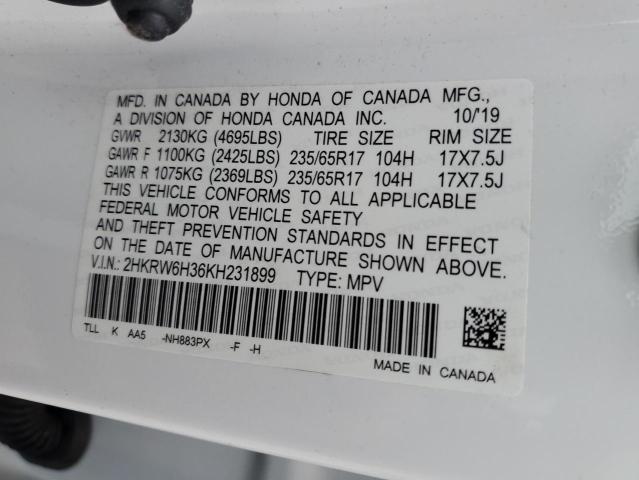 MFD. IN CANADA BY HONDA OF CANADA MFG.,
A DIVISION OF HONDA CANADA INC. 10/'19
GVWR 2130KG (4695LBS) TIRE SIZE RIM SIZE
GAWR F 1100KG (2425LBS) 235/65R17 104H 17X7.5J
GAWR R 1075KG (2369LBS) 235/65R17 104H 17X7.5J
THIS VEHICLE CONFORMS TO ALL APPLICABLE
FEDERAL MOTOR VEHICLE SAFETY
AND THEFT PREVENTION STANDARDS IN EFFECT
ON THE DATE OF MANUFACTURE SHOWN ABOVE.
V.I.N.: 2HKRW6H36KH231899 TYPE: MPV
TLL K AA5 -NH883PX -F -H
MADE IN CANADA